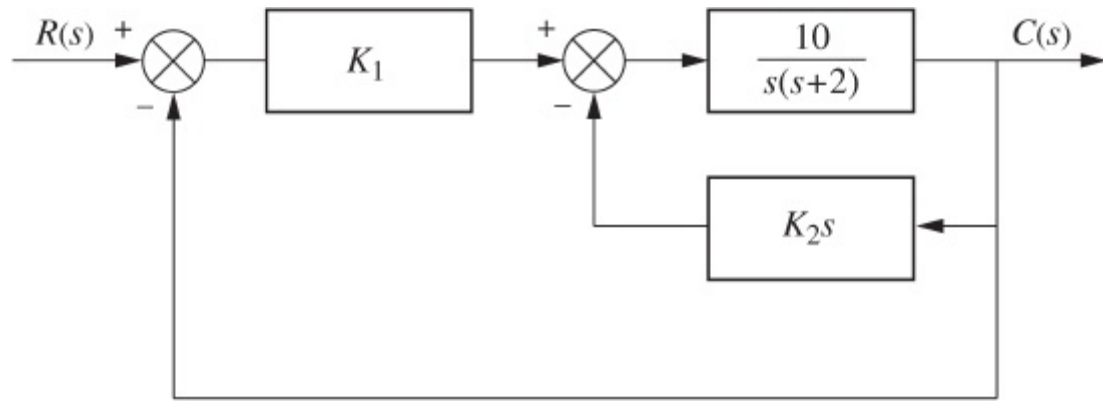 R(s)
+
−
K₁
+
−
10
s(s+2)
C(s)
K₂s